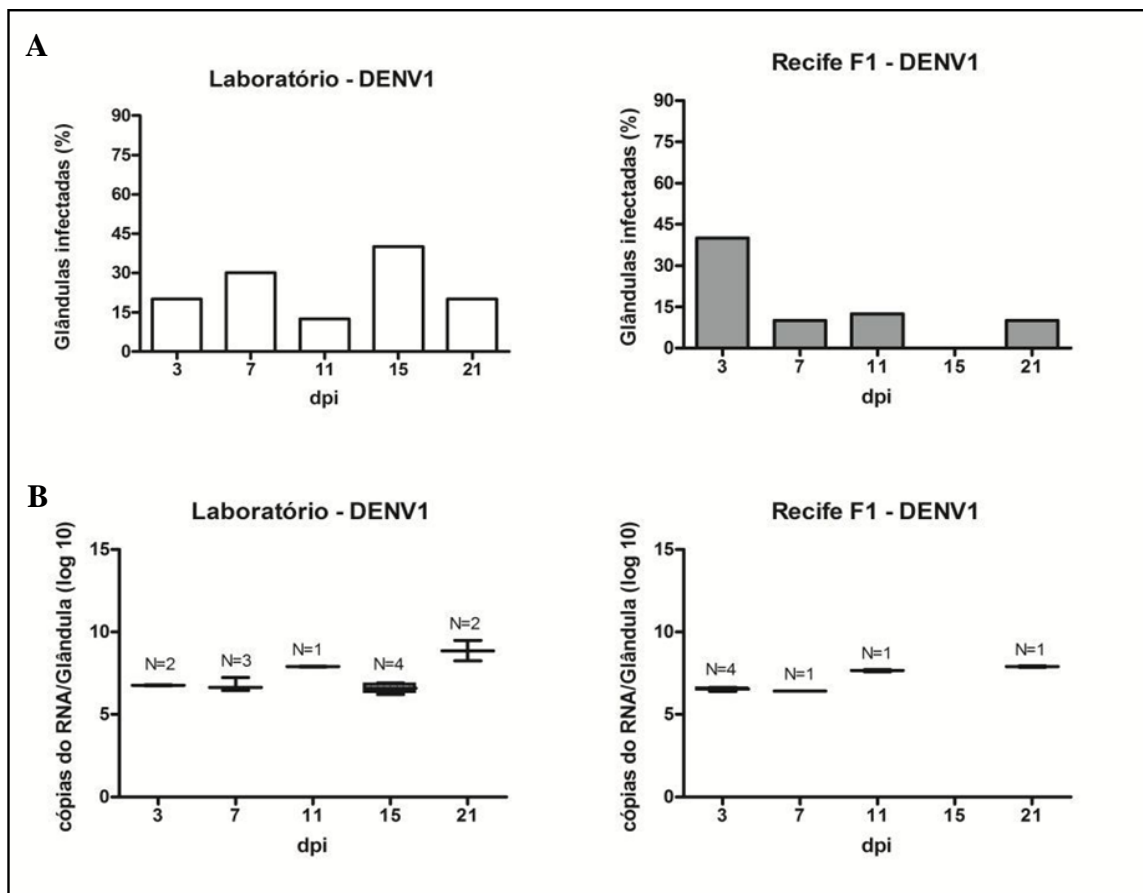 A
Laboratório - DENV1
Glândulas infectadas (%)
90
75
60
45
30
15
0
3 7 11 15 21
dpi
Recife F1 - DENV1
Glândulas infectadas (%)
90
75
60
45
30
15
0
3 7 11 15 21
dpi
B
Laboratório - DENV1
cópias do RNA/Glândula (log 10)
15
10
5
0
N=2 N=3 N=1 N=4 N=2
3 7 11 15 21
dpi
Recife F1 - DENV1
cópias do RNA/Glândula (log 10)
15
10
5
0
N=4 N=1 N=1 N=1
3 7 11 15 21
dpi